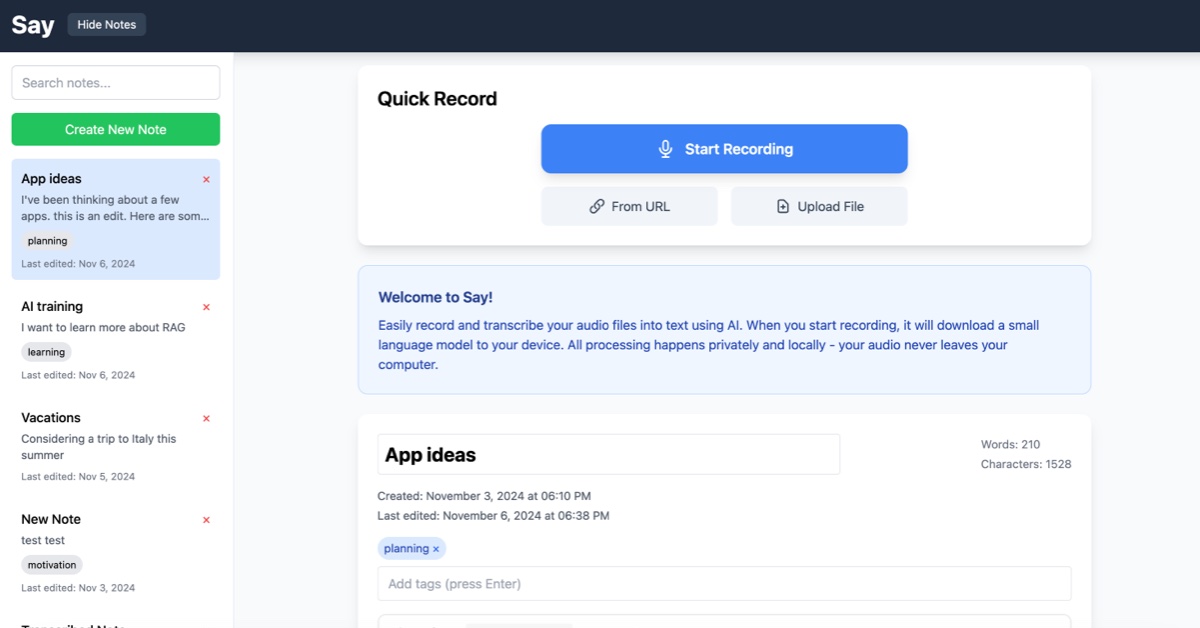 Say
Hide Notes
Search notes...
Create New Note
App ideas
×
I've been thinking about a few
apps. this is an edit. Here are som...
planning
Last edited: Nov 6, 2024
AI training
×
I want to learn more about RAG
learning
Last edited: Nov 6, 2024
Vacations
×
Considering a trip to Italy this
summer
Last edited: Nov 5, 2024
New Note
×
test test
motivation
Last edited: Nov 3, 2024
Quick Record
Start Recording
From URL
Upload File
Welcome to Say!
Easily record and transcribe your audio files into text using AI. When you start recording, it will download a small
language model to your device. All processing happens privately and locally - your audio never leaves your
computer.
App ideas
Words: 210
Characters: 1528
Created: November 3, 2024 at 06:10 PM
Last edited: November 6, 2024 at 06:38 PM
planning ×
Add tags (press Enter)